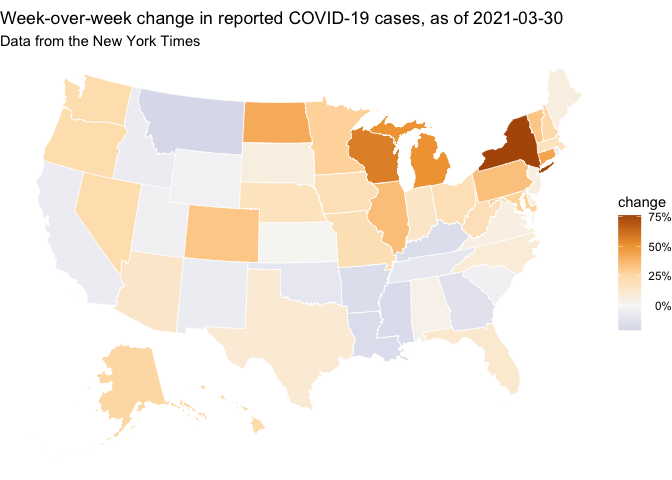 Week-over-week change in reported COVID-19 cases, as of 2021-03-30
Data from the New York Times
change
75%
50%
25%
0%